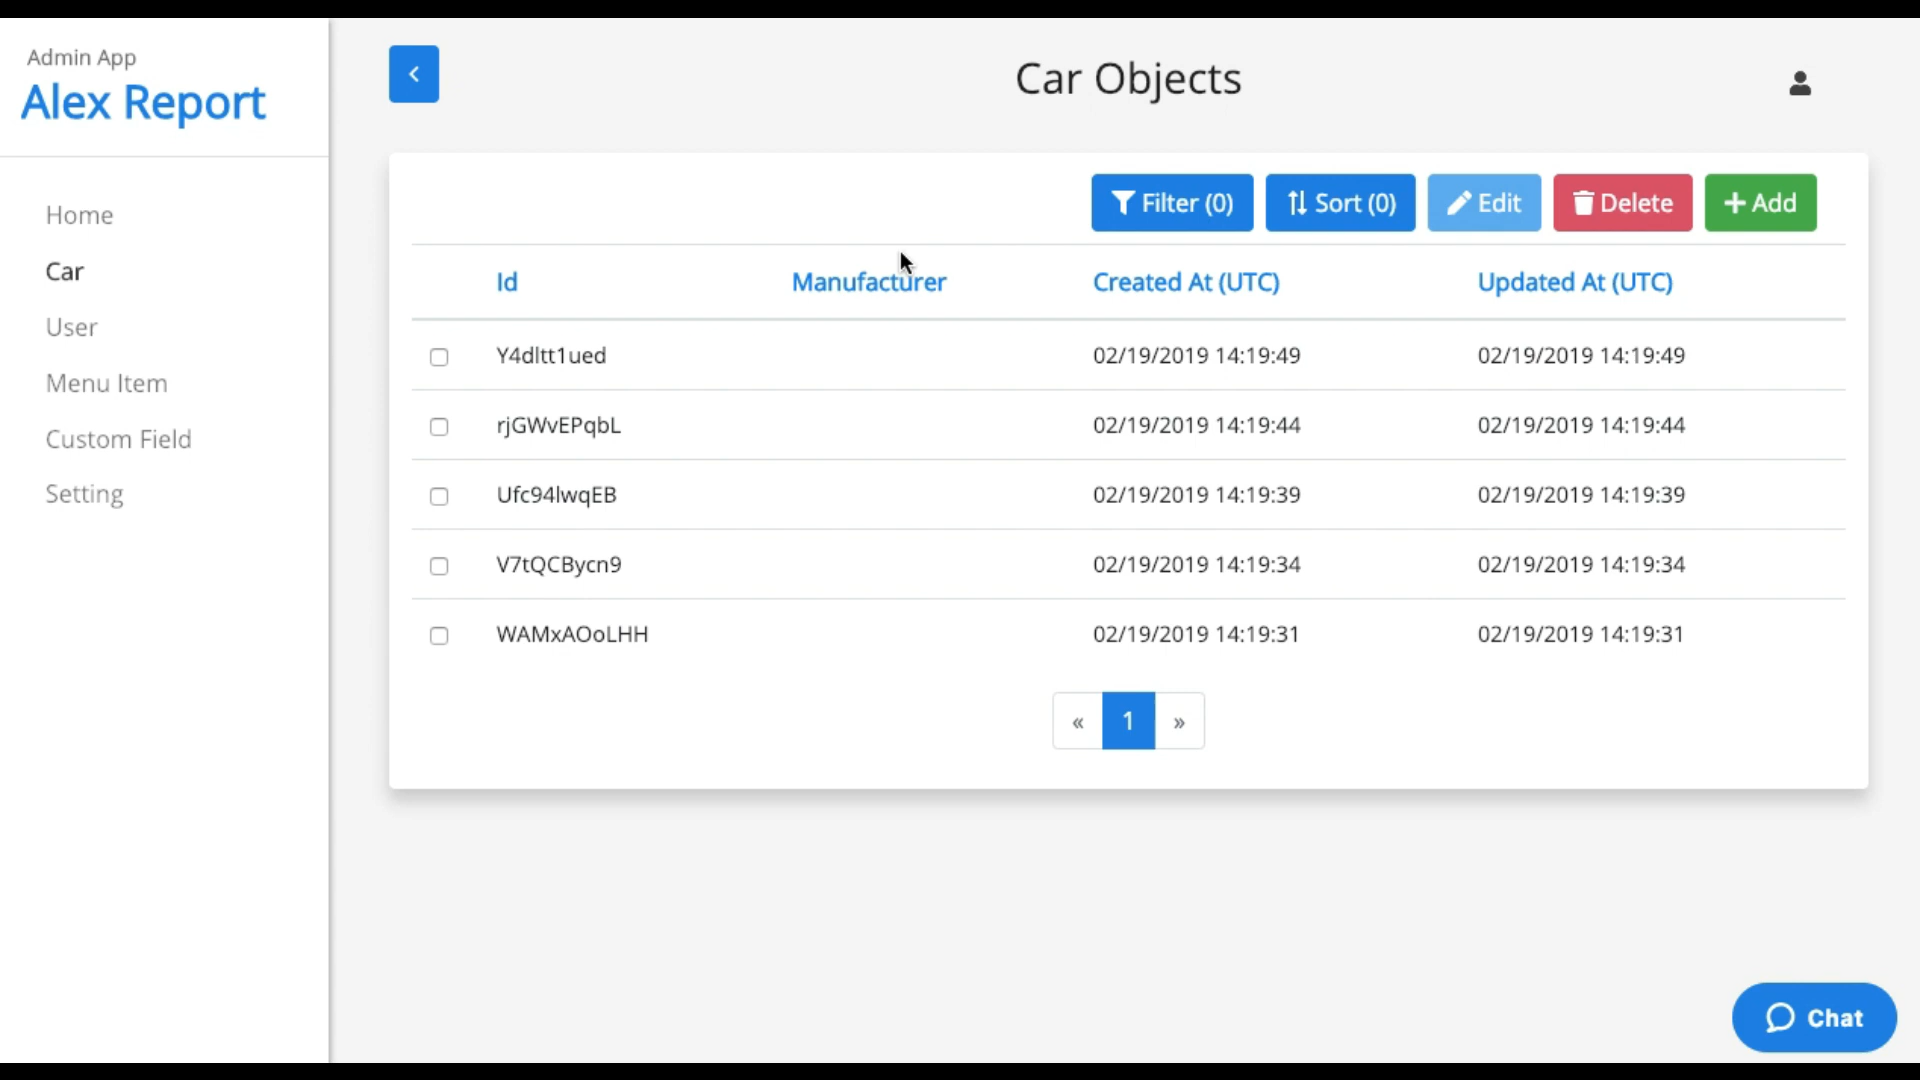 Admin App
Alex Report
Home
Car
User
Menu Item
Custom Field
Setting
Car Objects
Filter (0) Sort (0) Edit Delete Add
Id Manufacturer Created At (UTC) Updated At (UTC)
Y4dltt1ued 02/19/2019 14:19:49 02/19/2019 14:19:49
rjGWvEPqbL 02/19/2019 14:19:44 02/19/2019 14:19:44
Ufc94lwqEB 02/19/2019 14:19:39 02/19/2019 14:19:39
V7tQCBycn9 02/19/2019 14:19:34 02/19/2019 14:19:34
WAMxAOoLHH 02/19/2019 14:19:31 02/19/2019 14:19:31
« 1 »
Chat